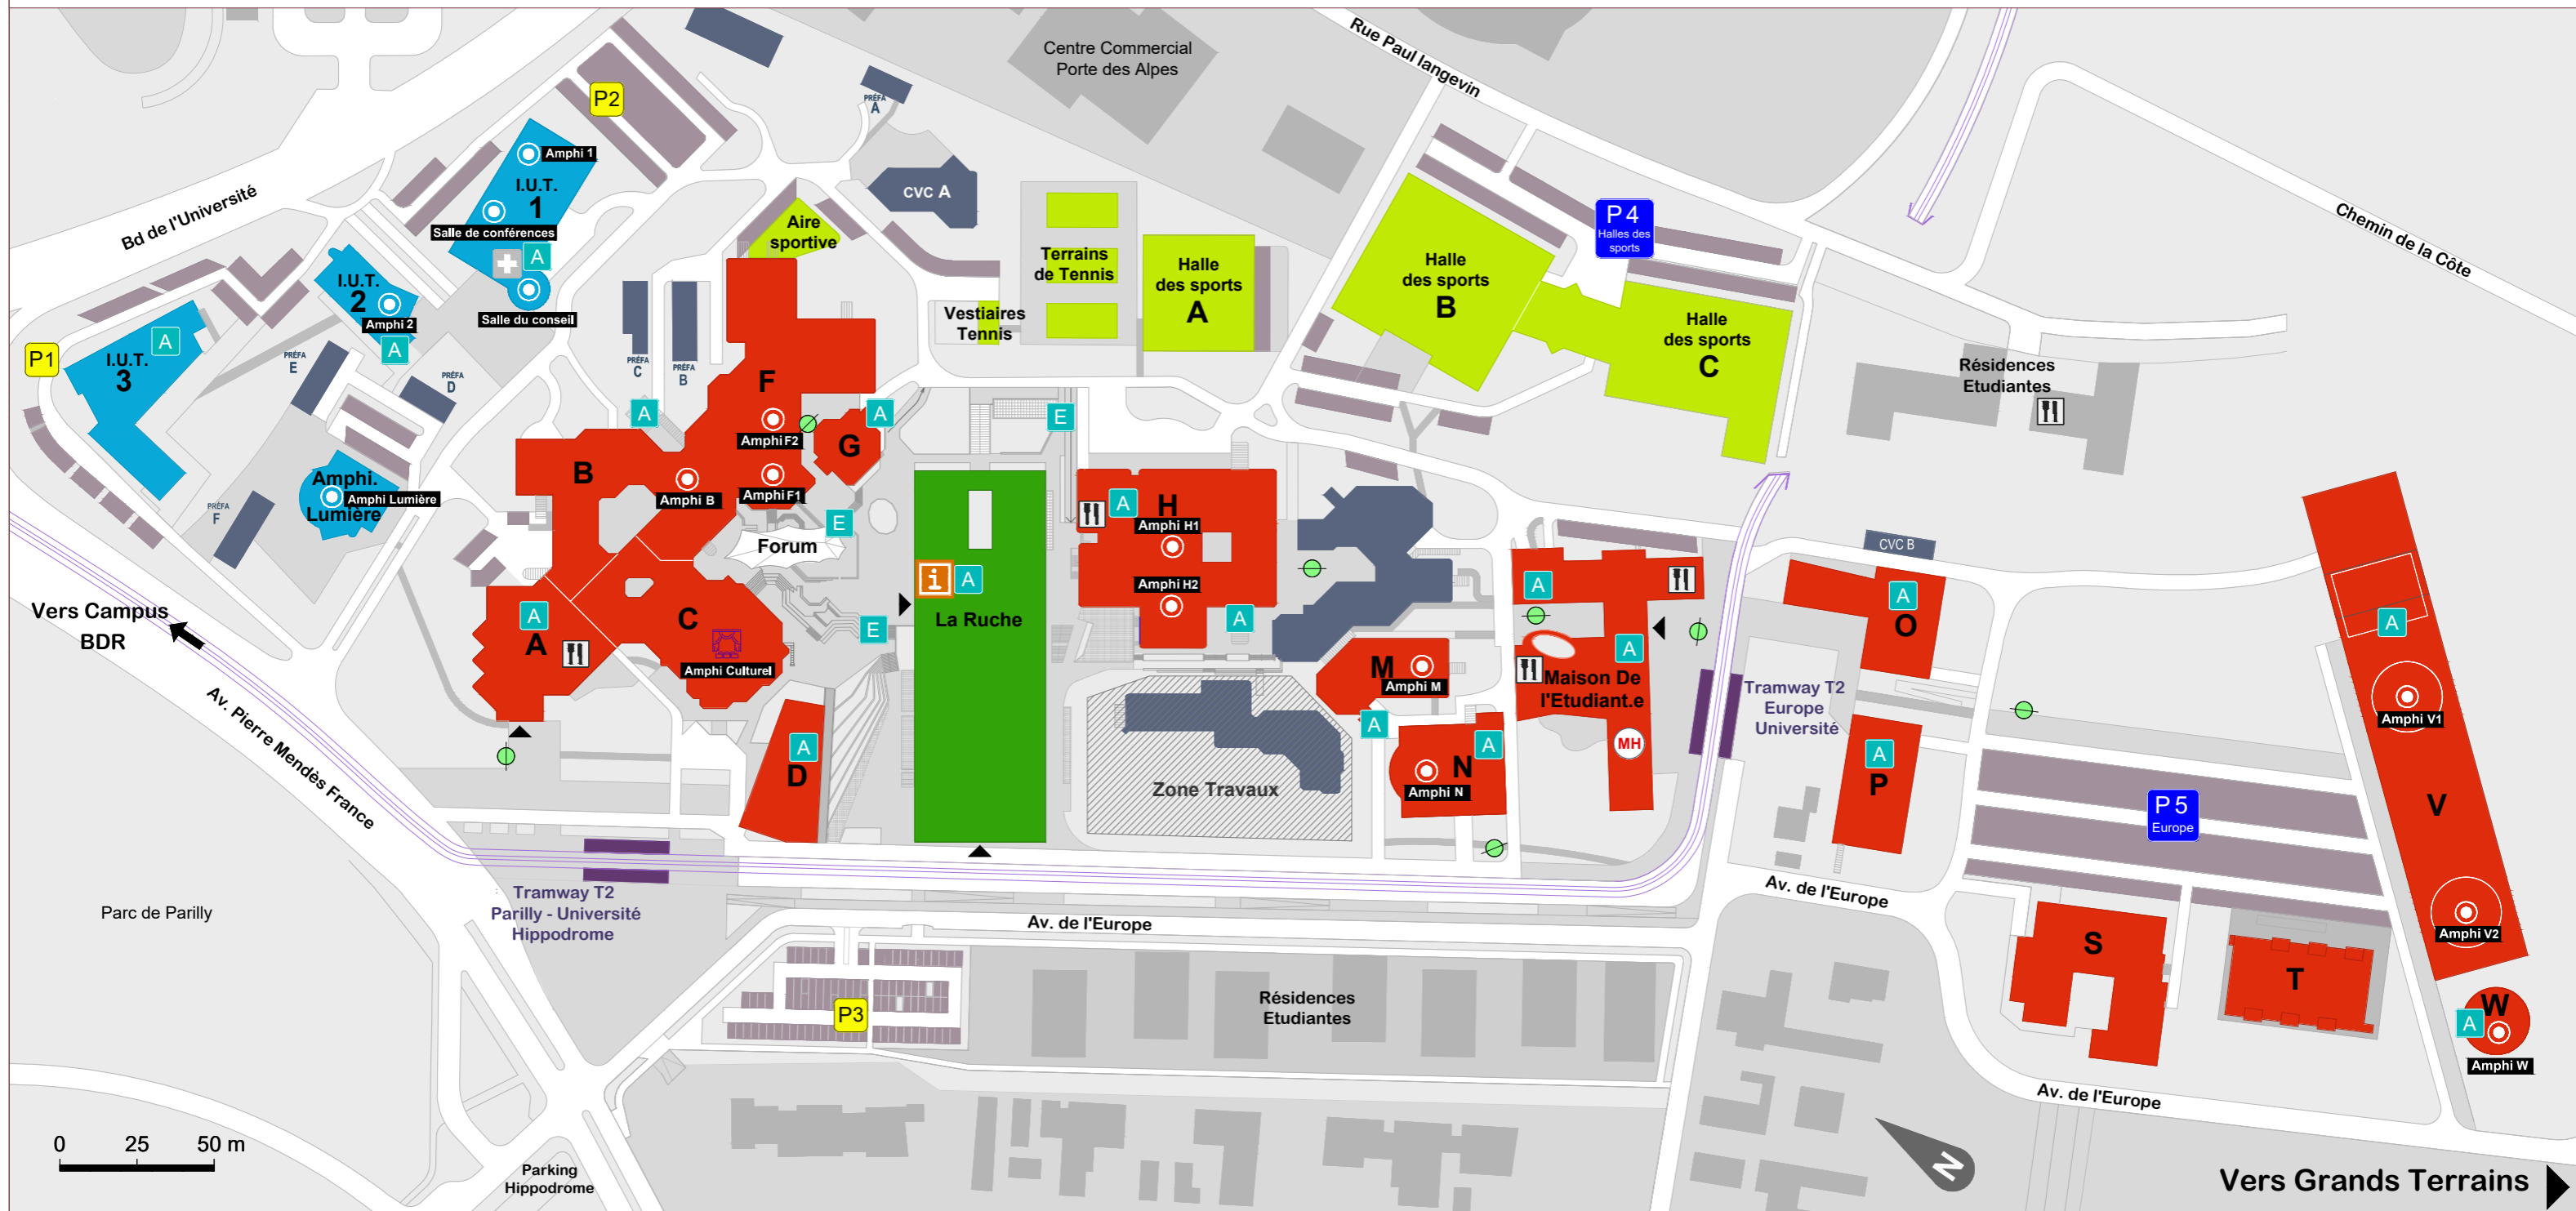 Centre Commercial
Porte des Alpes
Rue Paul langevin
Chemin de la Côte
Bd de l'Université
P2
PRÉFA
A
CVC A
Amphi 1
I.U.T.
1
Salle de conférences
A
Salle du conseil
I.U.T.
2
Amphi 2
A
P1
A
I.U.T.
3
PRÉFA
E
PRÉFA
D
PRÉFA
F
Amphi.
Amphi Lumière
Lumière
PRÉFA
C
PRÉFA
B
Aire
sportive
Terrains
de Tennis
Vestiaires
Tennis
Halle
des sports
A
Halle
des sports
B
P4
Halles des
sports
Halle
des sports
C
Résidences
Etudiantes
F
A
Amphi F2
A
G
E
B
Amphi B
Amphi F1
E
Forum
A
A
C
Amphi Culturel
E
D
A
i
A
La Ruche
H
A
Amphi H1
Amphi H2
A
M
Amphi M
A
N
A
Amphi N
Zone Travaux
A
A
Maison De
l'Etudiant.e
MH
Tramway T2
Europe
Université
CVC B
A
O
A
P
P5
Europe
A
Amphi V1
V
Amphi V2
S
T
W
A
Amphi W
Vers Campus
BDR
Av. Pierre Mendès France
Parc de Parilly
Tramway T2
Parilly - Université
Hippodrome
Av. de l'Europe
Av. de l'Europe
Av. de l'Europe
P3
Résidences
Etudiantes
0 25 50 m
Parking
Hippodrome
N
Vers Grands Terrains